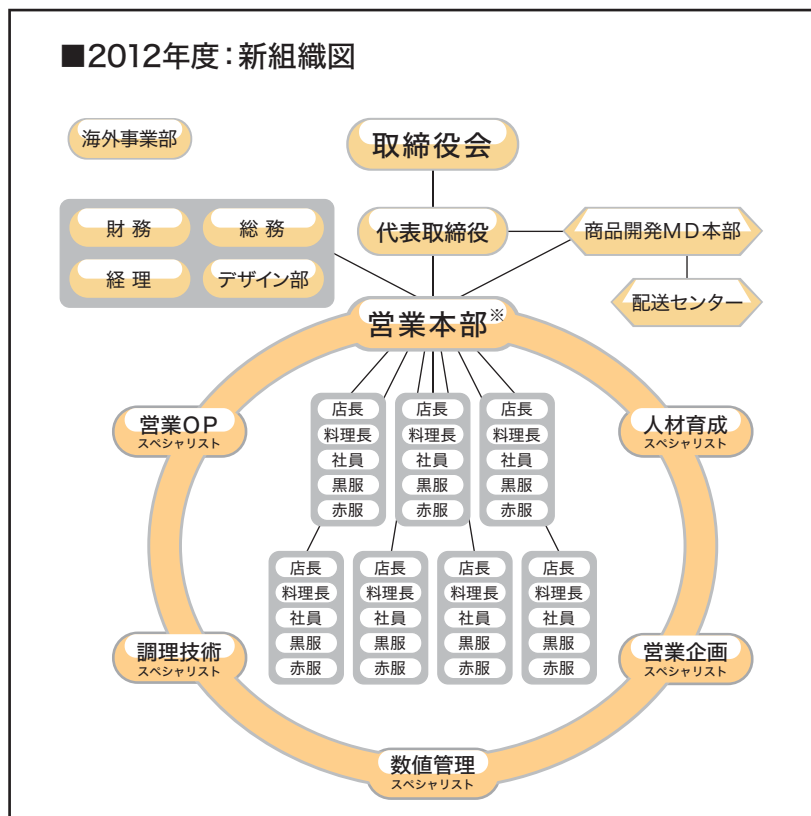 ■2012年度：新組織図
海外事業部
取締役会
財 務
総 務
経 理
デザイン部
代表取締役
商品開発MD本部
配送センター
営業本部※
営業OP
スペシャリスト
人材育成
スペシャリスト
店長
料理長
社員
黒服
赤服
店長
料理長
社員
黒服
赤服
店長
料理長
社員
黒服
赤服
店長
料理長
社員
黒服
赤服
店長
料理長
社員
黒服
赤服
店長
料理長
社員
黒服
赤服
店長
料理長
社員
黒服
赤服
調理技術
スペシャリスト
営業企画
スペシャリスト
数値管理
スペシャリスト